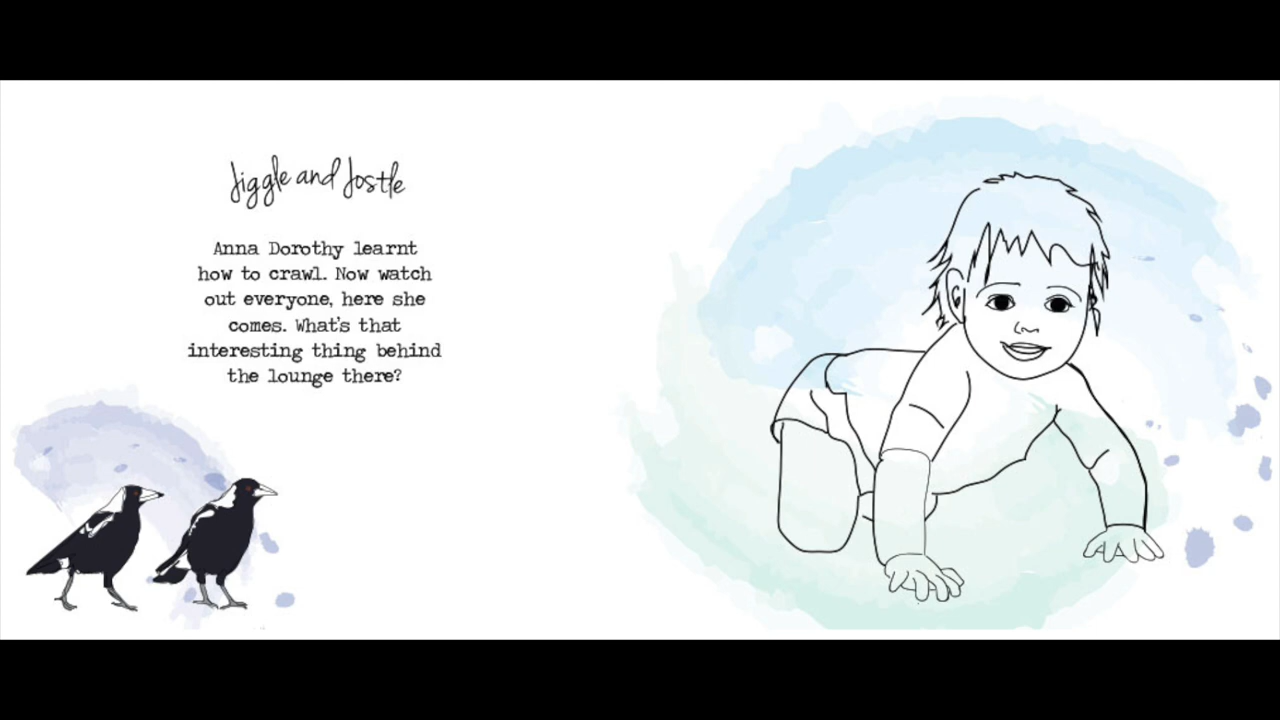 Jiggle and Jostle
Anna Dorothy learnt
how to crawl. Now watch
out everyone, here she
comes. What's that
interesting thing behind
the lounge there?